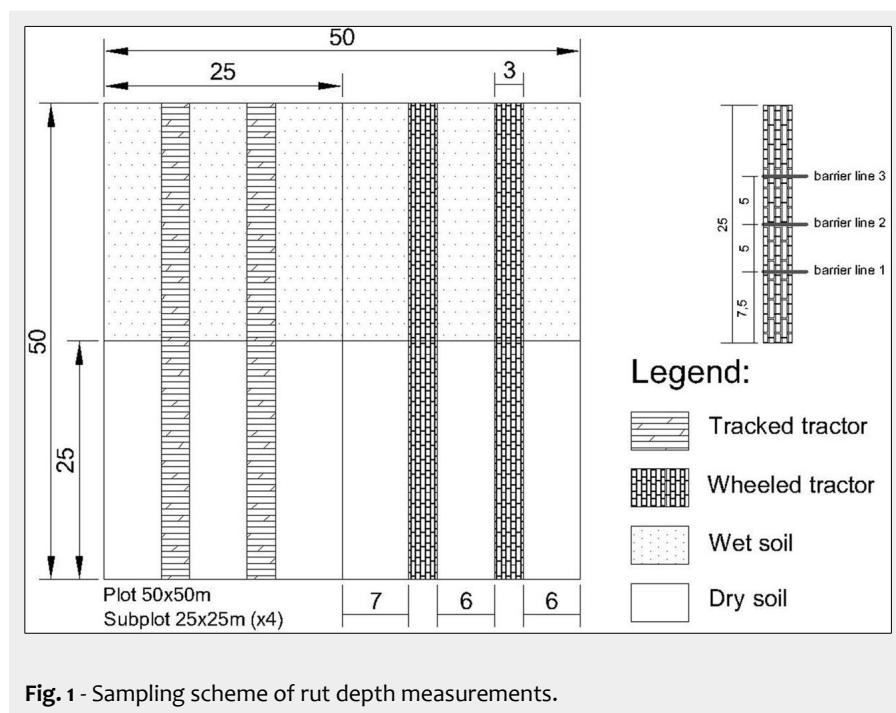 50
25
3
50
25
Plot 50x50m
Subplot 25x25m (x4)
7
6
6
25
5
5
7,5
barrier line 3
barrier line 2
barrier line 1
Legend:
Tracked tractor
Wheeled tractor
Wet soil
Dry soil
Fig. 1 - Sampling scheme of rut depth measurements.